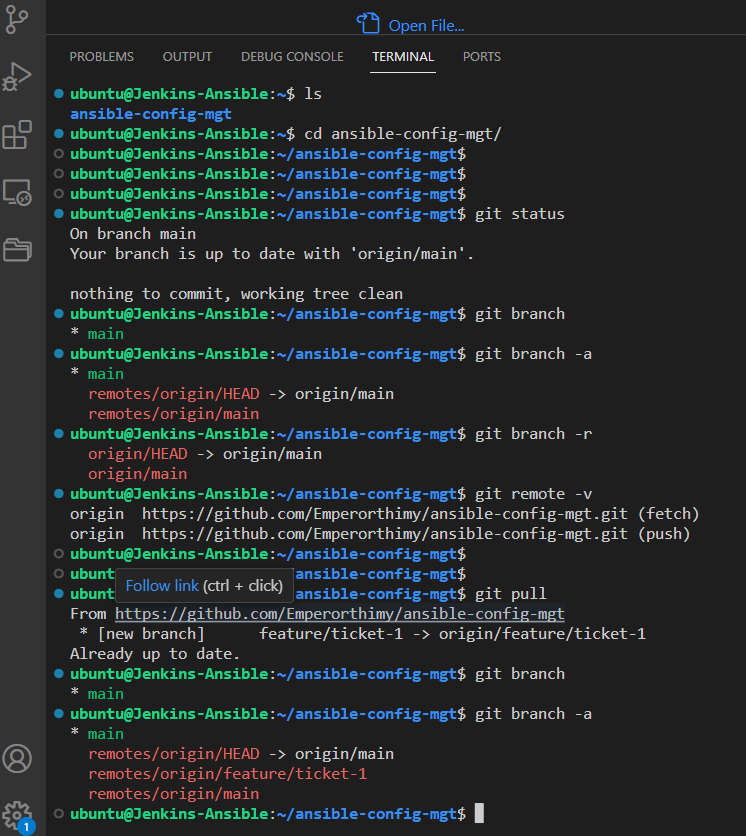 Open File...
PROBLEMS OUTPUT DEBUG CONSOLE TERMINAL PORTS
ubuntu@Jenkins-Ansible:~$ ls
ansible-config-mgt
ubuntu@Jenkins-Ansible:~$ cd ansible-config-mgt/
ubuntu@Jenkins-Ansible:~/ansible-config-mgt$
ubuntu@Jenkins-Ansible:~/ansible-config-mgt$
ubuntu@Jenkins-Ansible:~/ansible-config-mgt$
ubuntu@Jenkins-Ansible:~/ansible-config-mgt$ git status
On branch main
Your branch is up to date with 'origin/main'.
nothing to commit, working tree clean
ubuntu@Jenkins-Ansible:~/ansible-config-mgt$ git branch
* main
ubuntu@Jenkins-Ansible:~/ansible-config-mgt$ git branch -a
* main
remotes/origin/HEAD -> origin/main
remotes/origin/main
ubuntu@Jenkins-Ansible:~/ansible-config-mgt$ git branch -r
origin/HEAD -> origin/main
origin/main
ubuntu@Jenkins-Ansible:~/ansible-config-mgt$ git remote -v
origin https://github.com/Emperorthimy/ansible-config-mgt.git (fetch)
origin https://github.com/Emperorthimy/ansible-config-mgt.git (push)
ubuntu@Jenkins-Ansible:~/ansible-config-mgt$
ubunt Follow link (ctrl + click) ansible-config-mgt$
ubunt ansible-config-mgt$ git pull
From https://github.com/Emperorthimy/ansible-config-mgt
* [new branch] feature/ticket-1 -> origin/feature/ticket-1
Already up to date.
ubuntu@Jenkins-Ansible:~/ansible-config-mgt$ git branch
* main
ubuntu@Jenkins-Ansible:~/ansible-config-mgt$ git branch -a
* main
remotes/origin/HEAD -> origin/main
remotes/origin/feature/ticket-1
remotes/origin/main
ubuntu@Jenkins-Ansible:~/ansible-config-mgt$
1